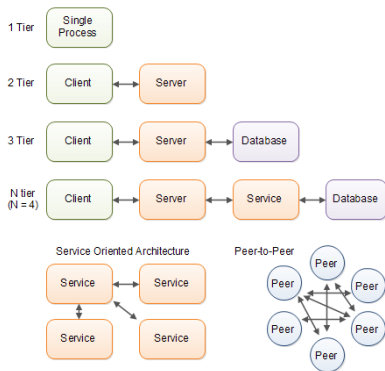 1 Tier
Single
Process
2 Tier
Client
Server
3 Tier
Client
Server
Database
N tier
(N = 4)
Client
Server
Service
Database
Service Oriented Architecture
Service
Service
Service
Service
Peer-to-Peer
Peer
Peer
Peer
Peer
Peer
Peer